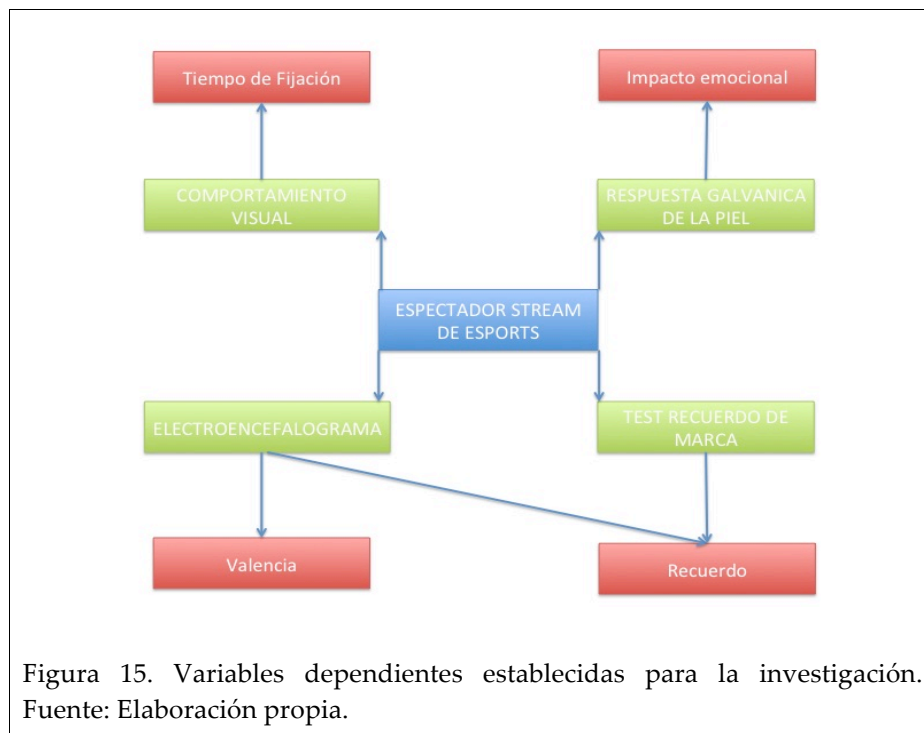 Tiempo de Fijación
Impacto emocional
COMPORTAMIENTO
VISUAL
RESPUESTA GALVANICA
DE LA PIEL
ESPECTADOR STREAM
DE ESPORTS
ELECTROENCEFALOGRAMA
TEST RECUERDO DE
MARCA
Valencia
Recuerdo
Figura 15. Variables dependientes establecidas para la investigación.
Fuente: Elaboración propia.